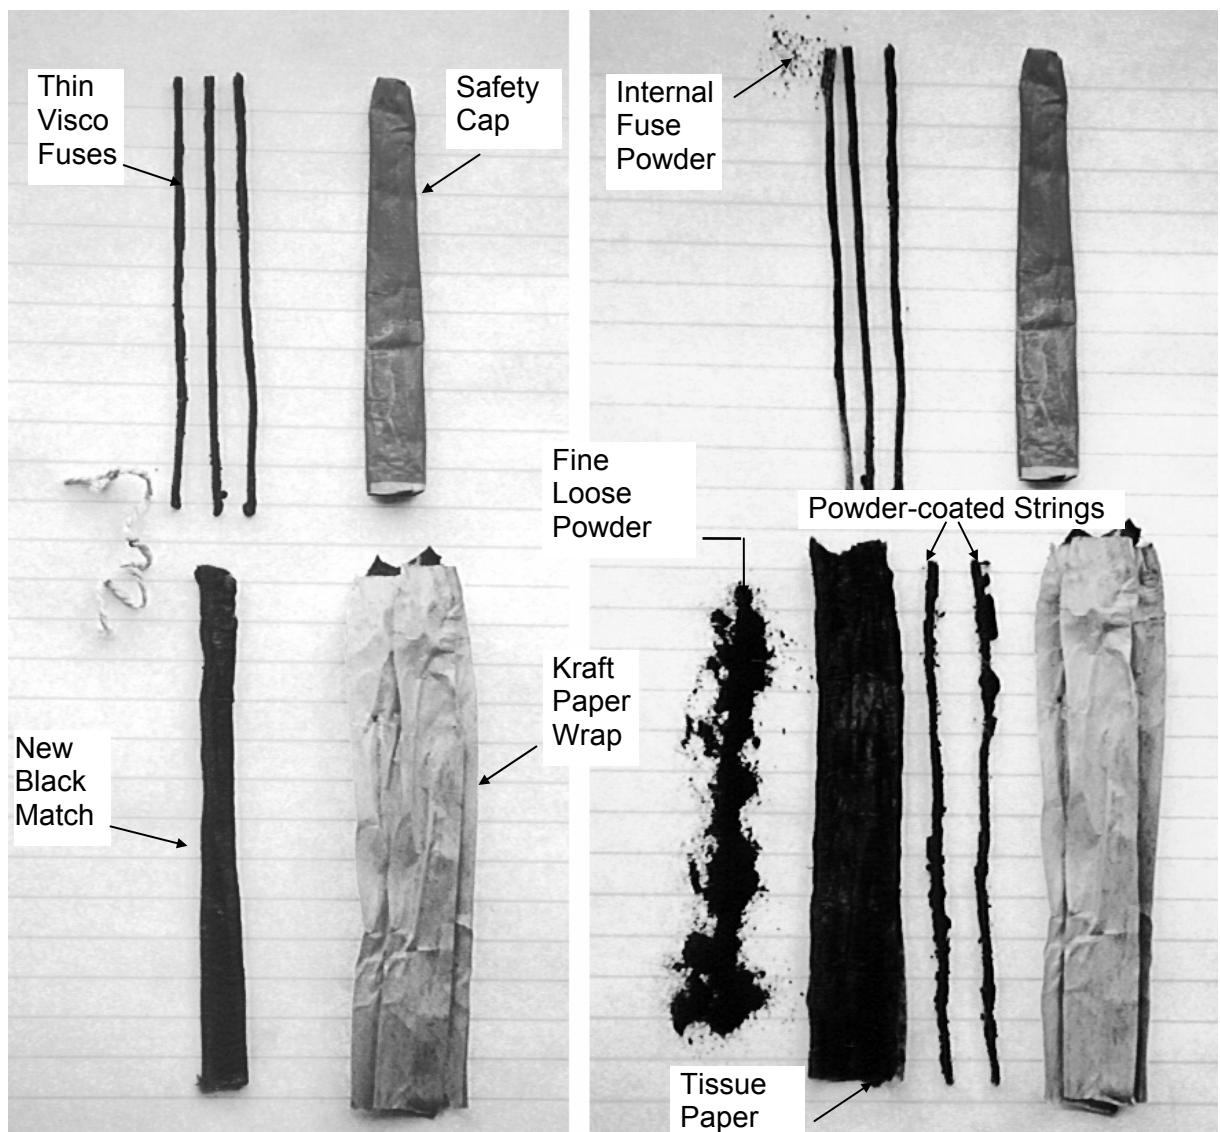 Thin
Visco
Fuses
Safety
Cap
Internal
Fuse
Powder
Fine
Loose
Powder
Powder-coated Strings
Kraft
Paper
Wrap
New
Black
Match
Tissue
Paper